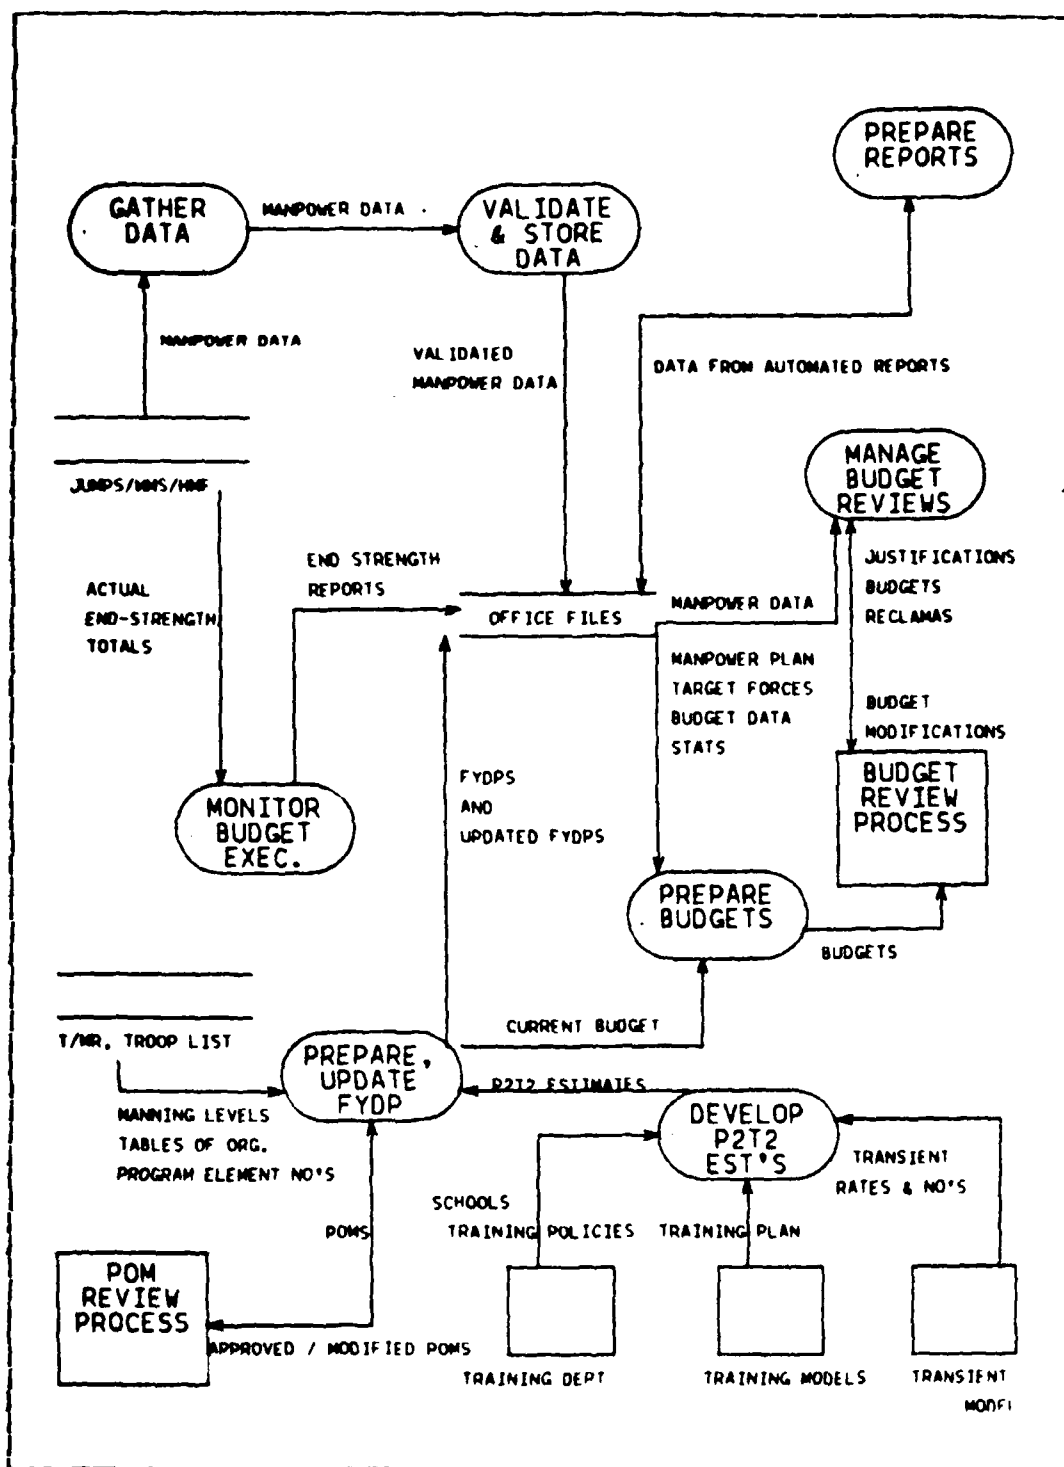 PREPARE
REPORTS
GATHER
DATA
MANPOWER DATA
VALIDATE
& STORE
DATA
MANPOWER DATA
VALIDATED
MANPOWER DATA
DATA FROM AUTOMATED REPORTS
MANAGE
BUDGET
REVIEWS
JUMPS/MMS/HMF
ACTUAL
END-STRENGTH
TOTALS
END STRENGTH
REPORTS
OFFICE FILES
MANPOWER DATA
JUSTIFICATIONS
BUDGETS
RECLAMAS
MANPOWER PLAN
TARGET FORCES
BUDGET DATA
STATS
BUDGET
MODIFICATIONS
BUDGET
REVIEW
PROCESS
MONITOR
BUDGET
EXEC.
FYDPS
AND
UPDATED FYDPS
PREPARE
BUDGETS
BUDGETS
T/MR, TROOP LIST
CURRENT BUDGET
PREPARE,
UPDATE
FYDP
P2T2 ESTIMATES
MANNING LEVELS
TABLES OF ORG.
PROGRAM ELEMENT NO'S
DEVELOP
P2T2
EST'S
TRANSIENT
RATES & NO'S
SCHOOLS
TRAINING POLICIES
TRAINING PLAN
POMS
POM
REVIEW
PROCESS
APPROVED / MODIFIED POMS
TRAINING DEPT
TRAINING MODELS
TRANSIENT
MODEL